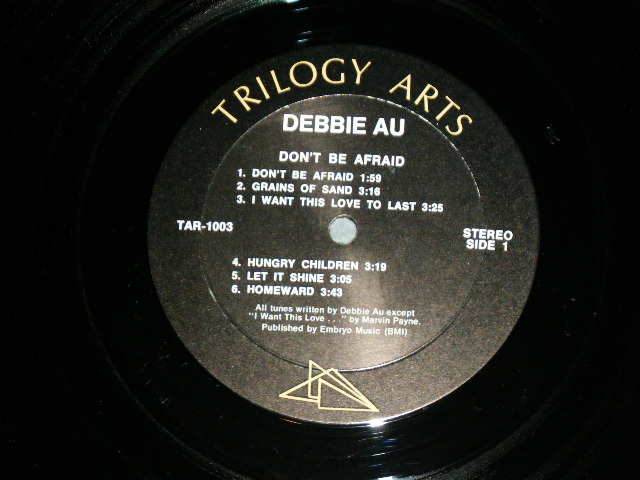 TRILOGY ARTS
DEBBIE AU
DON'T BE AFRAID
1. DON'T BE AFRAID 1:59
2. GRAINS OF SAND 3:16
3. I WANT THIS LOVE TO LAST 3:25
TAR-1003
STEREO
SIDE 1
4. HUNGRY CHILDREN 3:19
5. LET IT SHINE 3:05
6. HOMEWARD 3:43
All tunes written by Debbie Au except
"I Want This Love . . ." by Marvin Payne.
Published by Embryo Music (BMI)